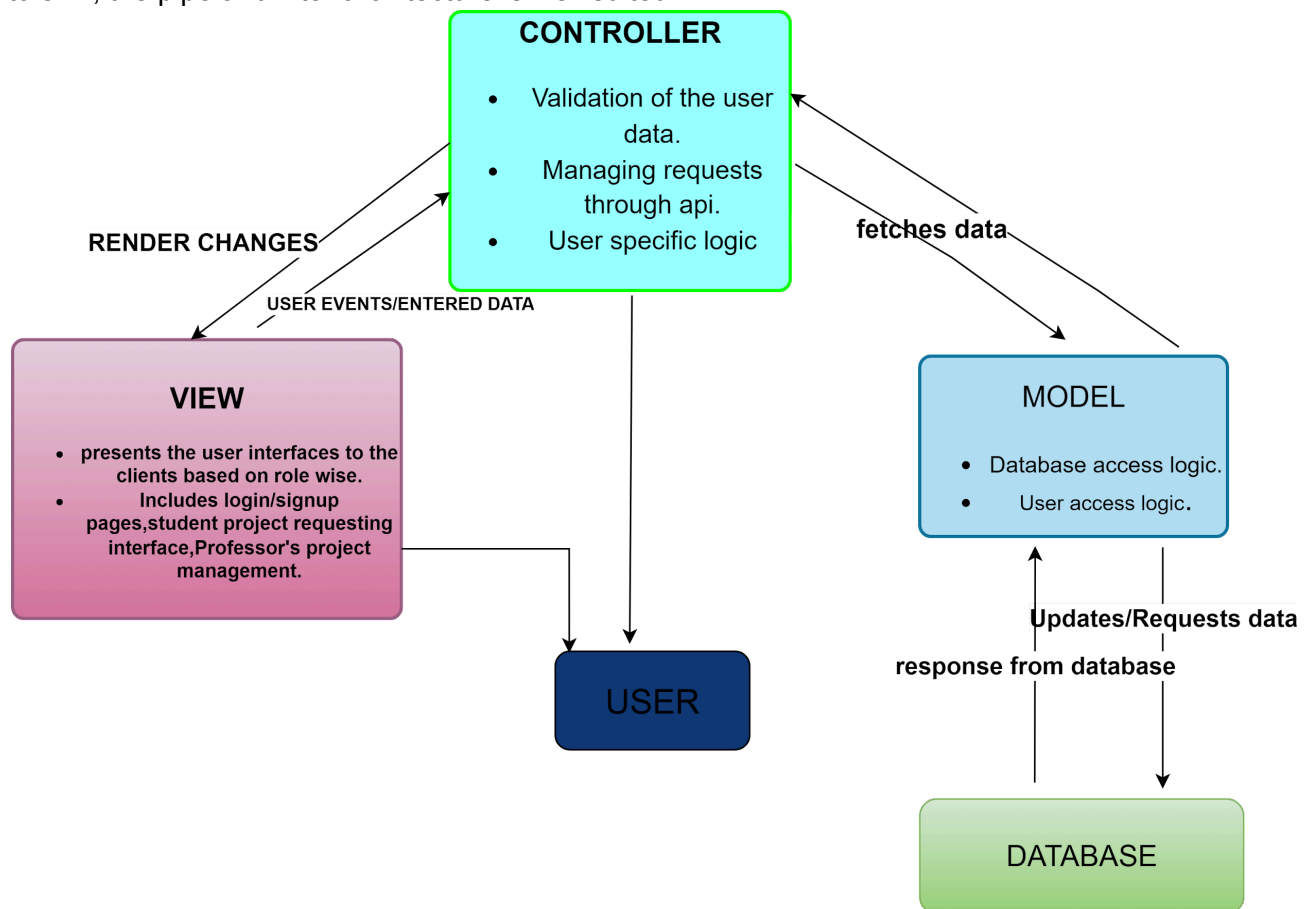 CONTROLLER
• Validation of the user
data.
• Managing requests
through api.
• User specific logic
RENDER CHANGES
fetches data
USER EVENTS/ENTERED DATA
VIEW
• presents the user interfaces to the
clients based on role wise.
• Includes login/signup
pages,student project requesting
interface,Professor's project
management.
MODEL
• Database access logic.
• User access logic.
Updates/Requests data
response from database
USER
DATABASE